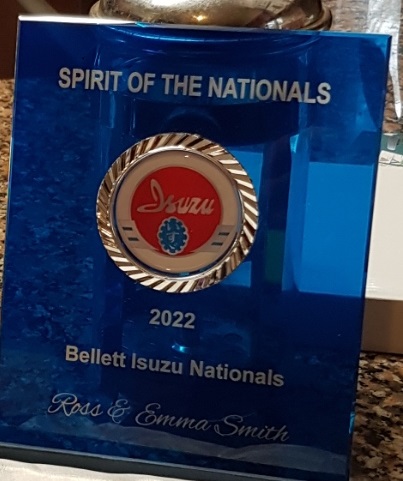 SPIRIT OF THE NATIONALS
Isuzu
2022
Bellett Isuzu Nationals
Ross & Emma Smith